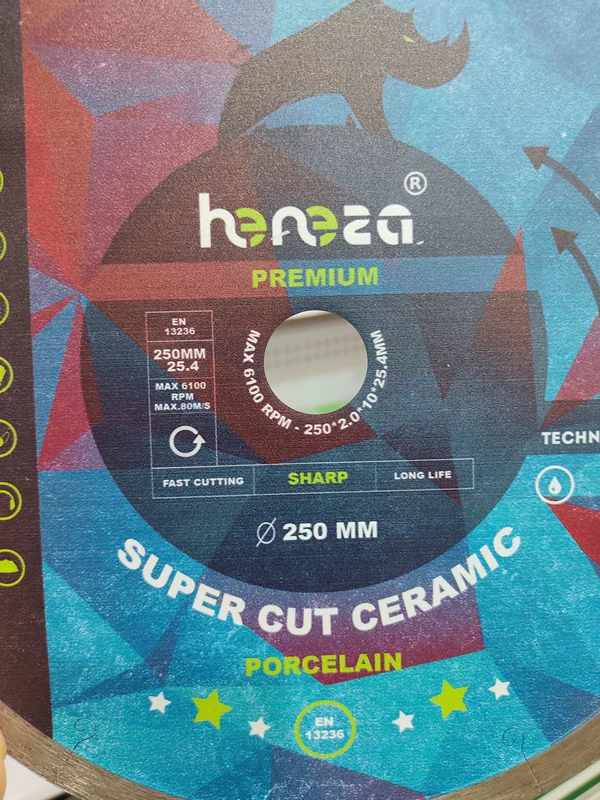 heneza ®
PREMIUM
EN
13236
250MM
25.4
MAX 6100
RPM
MAX.80M/S
MAX 6100 RPM - 250*2.0*10*25.4MM
FAST CUTTING
SHARP
LONG LIFE
TECHN
Ø 250 MM
SUPER CUT CERAMIC
PORCELAIN
EN
13236